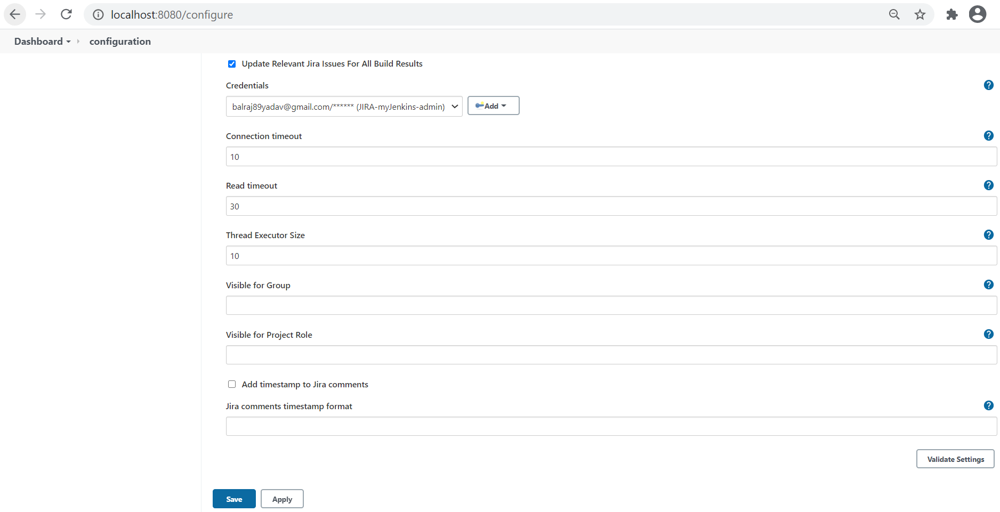 localhost:8080/configure
Dashboard configuration
Update Relevant Jira Issues For All Build Results
Credentials ?
balraj89yadav@gmail.com/****** (JIRA-myJenkins-admin) Add
Connection timeout ?
10
Read timeout ?
30
Thread Executor Size ?
10
Visible for Group ?
Visible for Project Role ?
Add timestamp to Jira comments
Jira comments timestamp format ?
Validate Settings
Save Apply